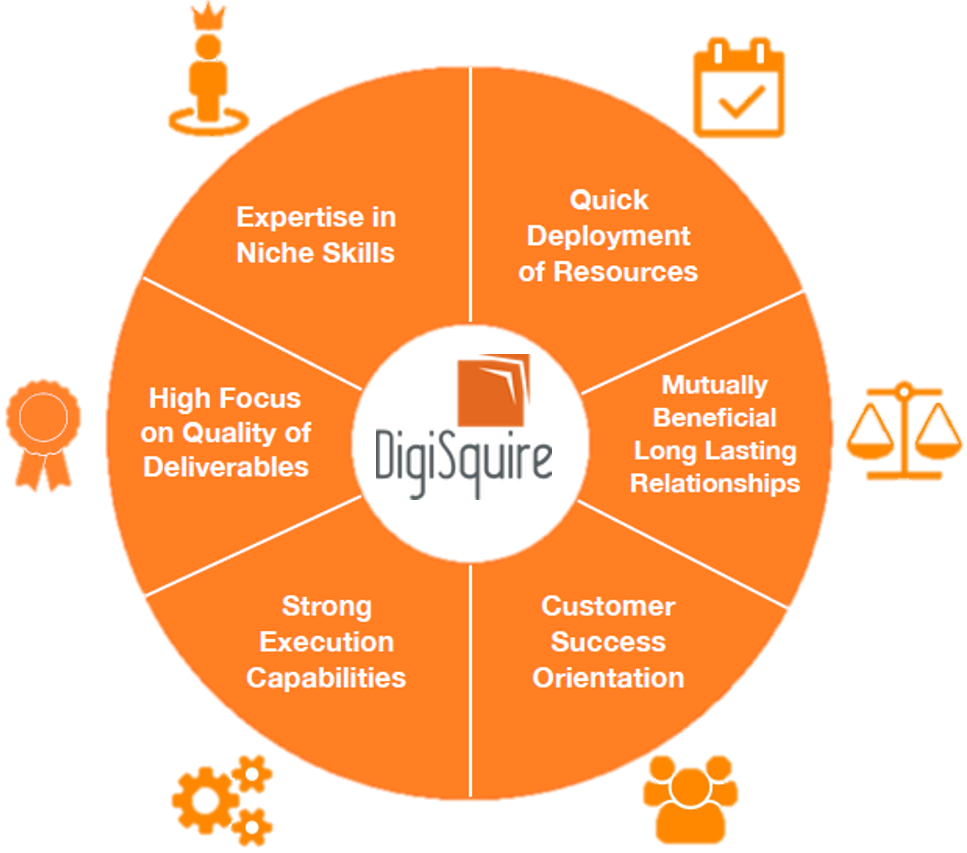 Expertise in
Niche Skills
Quick
Deployment
of Resources
High Focus
on Quality of
Deliverables
DigiSquire
Mutually
Beneficial
Long Lasting
Relationships
Strong
Execution
Capabilities
Customer
Success
Orientation